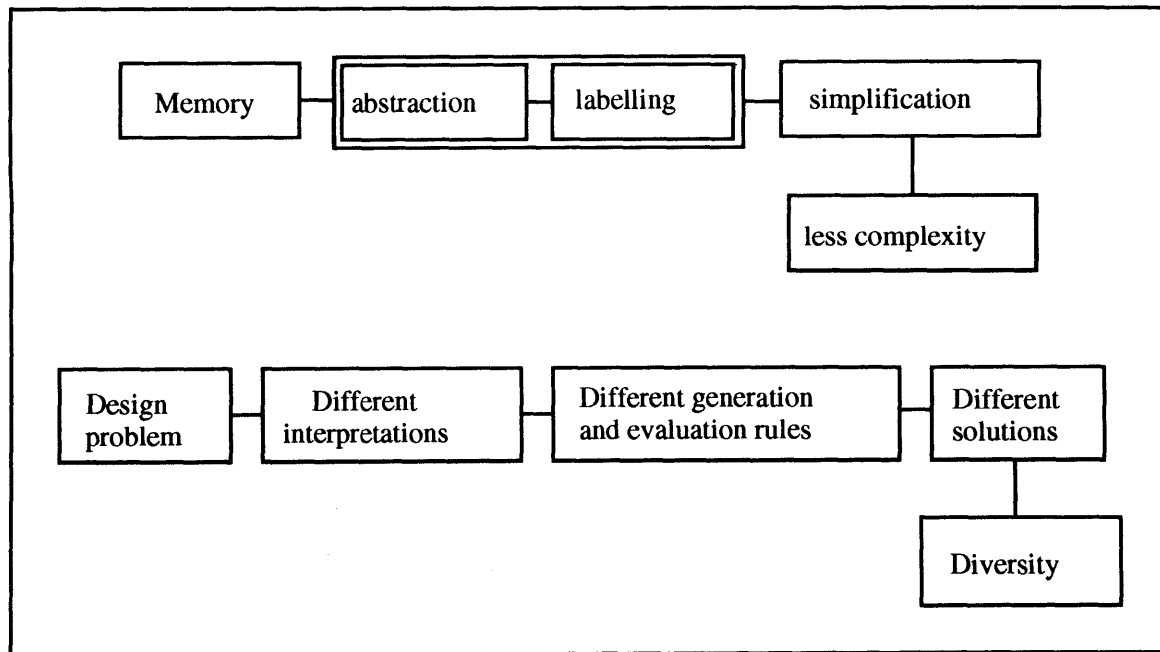 Memory
abstraction
labelling
simplification
less complexity
Design
problem
Different
interpretations
Different generation
and evaluation rules
Different
solutions
Diversity